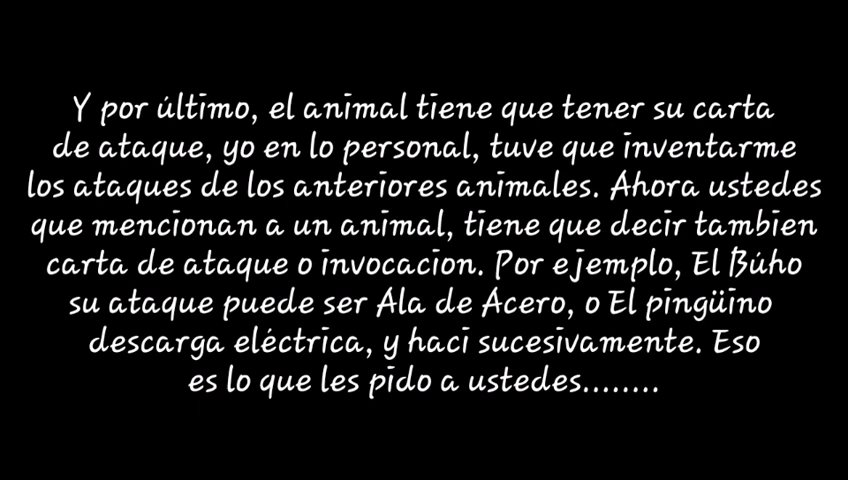 Y por último, el animal tiene que tener su carta
de ataque, yo en lo personal, tuve que inventarme
los ataques de los anteriores animales. Ahora ustedes
que mencionan a un animal, tiene que decir tambien
carta de ataque o invocacion. Por ejemplo, El Búho
su ataque puede ser Ala de Acero, o El pingüino
descarga eléctrica, y haci sucesivamente. Eso
es lo que les pido a ustedes........